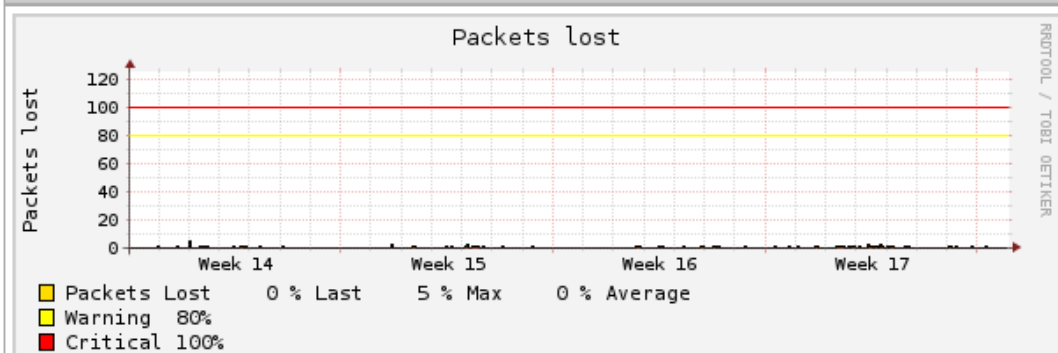 Packets lost
RRDTOOL / TOBI OETIKER
Packets lost
120
100
80
60
40
20
0
Week 14 Week 15 Week 16 Week 17
Packets Lost 0 % Last 5 % Max 0 % Average
Warning 80%
Critical 100%